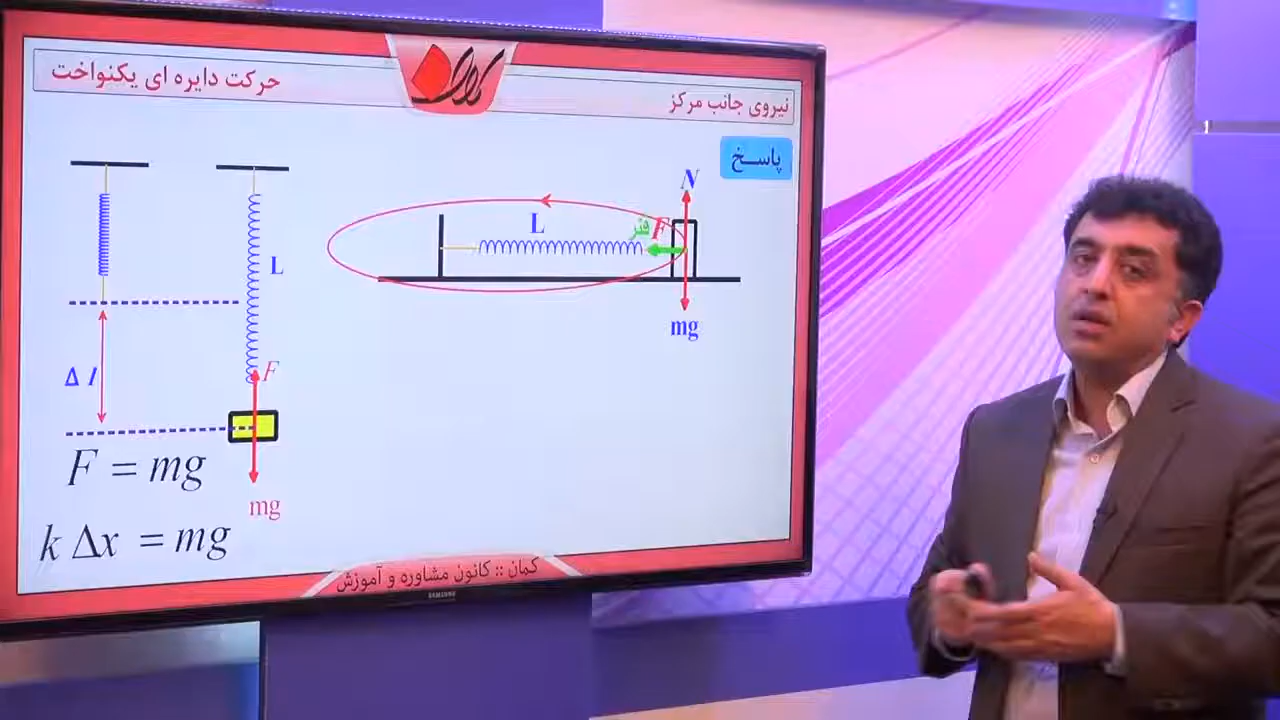 نیروی جانب مرکز
حرکت دایره ای یکنواخت
پاسخ
N
L
F فنر
mg
L
Δ l
F
mg
F = mg
k Δx = mg
کمان :: کانون مشاوره و آموزش
SAMSUNG